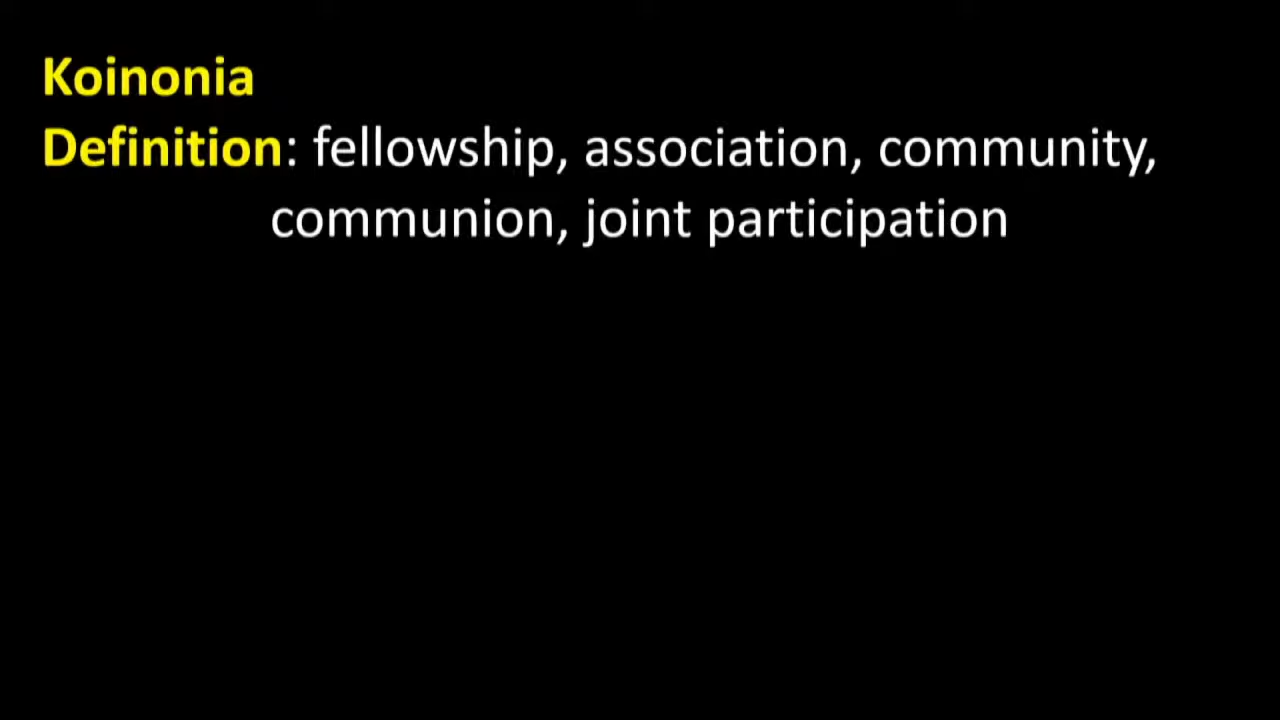 Koinonia
Definition: fellowship, association, community,
communion, joint participation